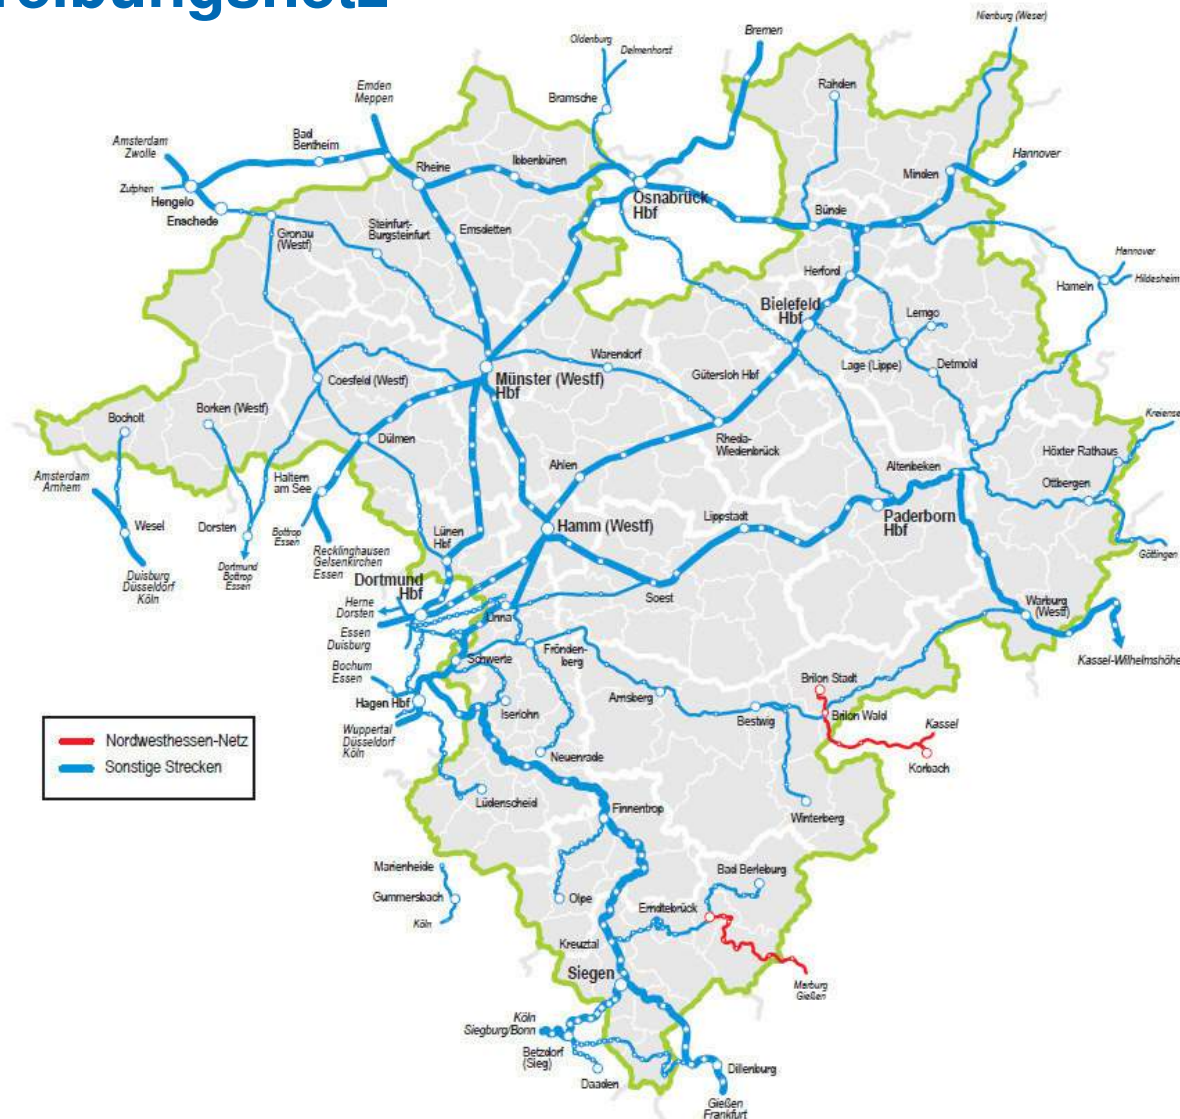 Nienburg (Weser)
Bremen
Oldenburg
Delmenhorst
Emden
Meppen
Bramsche
Rahden
Amsterdam
Zwolle
Bad
Bentheim
Ibbenbüren
Hannover
Rheine
Minden
Zutphen
Hengelo
Osnabrück
Hbf
Bünde
Enschede
Gronau
(Westf)
Steinfurt-
Burgsteinfurt
Emsdetten
Hannover
Hildesheim
Hameln
Herford
Bielefeld
Hbf
Lemgo
Warendorf
Lage (Lippe)
Detmold
Gütersloh Hbf
Münster (Westf)
Hbf
Coesfeld (Westf)
Bocholt
Borken (Westf)
Dülmen
Rheda-
Wiedenbrück
Kreiensen
Höxter Rathaus
Ottbergen
Altenbeken
Ahlen
Haltern
am See
Amsterdam
Arnhem
Wesel
Dorsten
Bottrop
Essen
Lünen
Hbf
Hamm (Westf)
Lippstadt
Paderborn
Hbf
Göttingen
Recklinghausen
Gelsenkirchen
Essen
Duisburg
Düsseldorf
Köln
Dortmund
Bottrop
Essen
Dortmund
Hbf
Herne
Dorsten
Unna
Soest
Warburg
(Westf)
Kassel-Wilhelmshöhe
Essen
Duisburg
Schwerte
Frönden-
berg
Bochum
Essen
Hagen Hbf
Iserlohn
Arnsberg
Bestwig
Brilon Stadt
Brilon Wald
Kassel
Korbach
Wuppertal
Düsseldorf
Köln
Neuenrade
Nordwesthessen-Netz
Sonstige Strecken
Lüdenscheid
Finnentrop
Winterberg
Marienheide
Gummersbach
Köln
Olpe
Bad Berleburg
Erndtebrück
Kreuztal
Siegen
Marburg
Gießen
Köln
Siegburg/Bonn
Betzdorf
(Sieg)
Daaden
Dillenburg
Gießen
Frankfurt